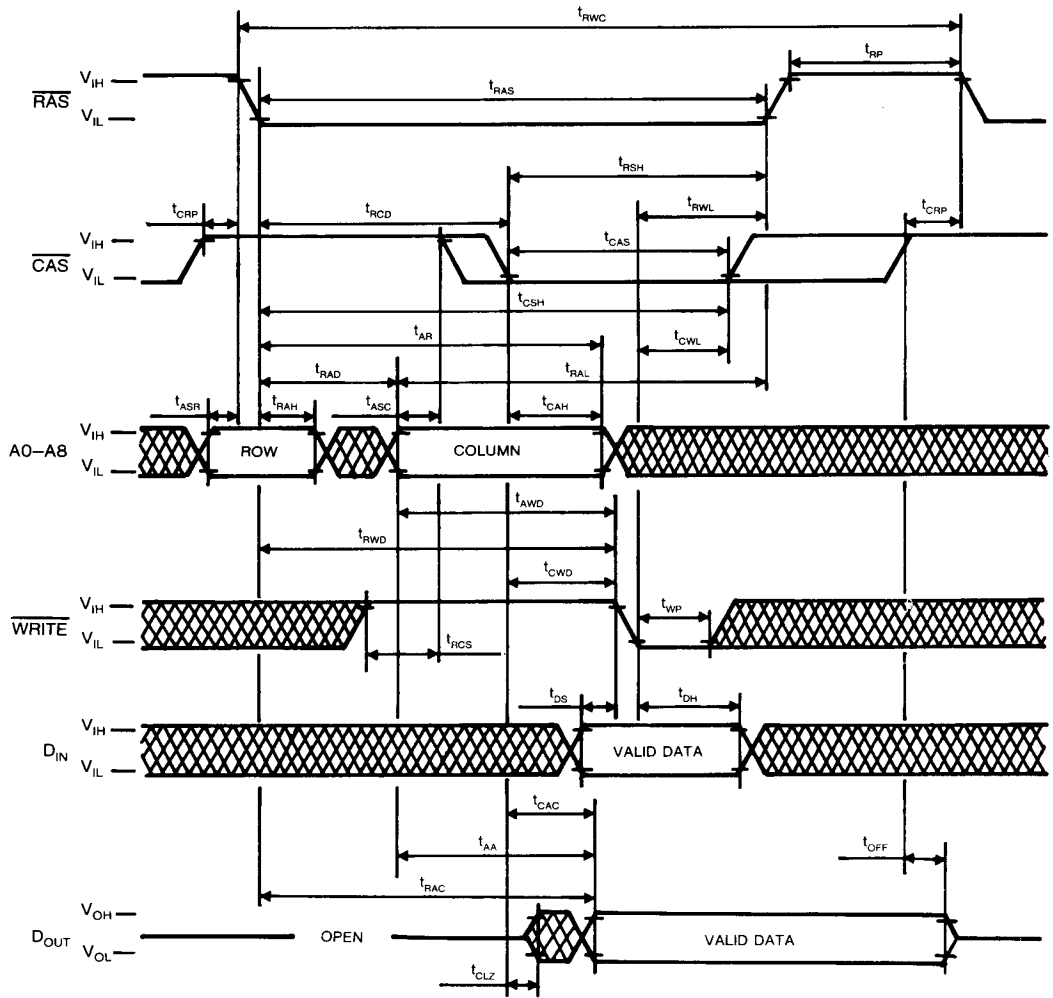 tRWC
tRP
VIH
RAS
VIL
tRAS
tRSH
tCRP
tRCD
tRWL
tCRP
VIH
CAS
VIL
tCAS
tCSH
tAR
tCWL
tRAD
tRAL
tASR
tRAH
tASC
tCAH
A0–A8
VIH
VIL
ROW
COLUMN
tAWD
tRWD
tCWD
VIH
WRITE
VIL
tWP
tRCS
tDS
tDH
VIH
DIN
VIL
VALID DATA
tCAC
tAA
tOFF
tRAC
VOH
DOUT
VOL
OPEN
VALID DATA
tCLZ